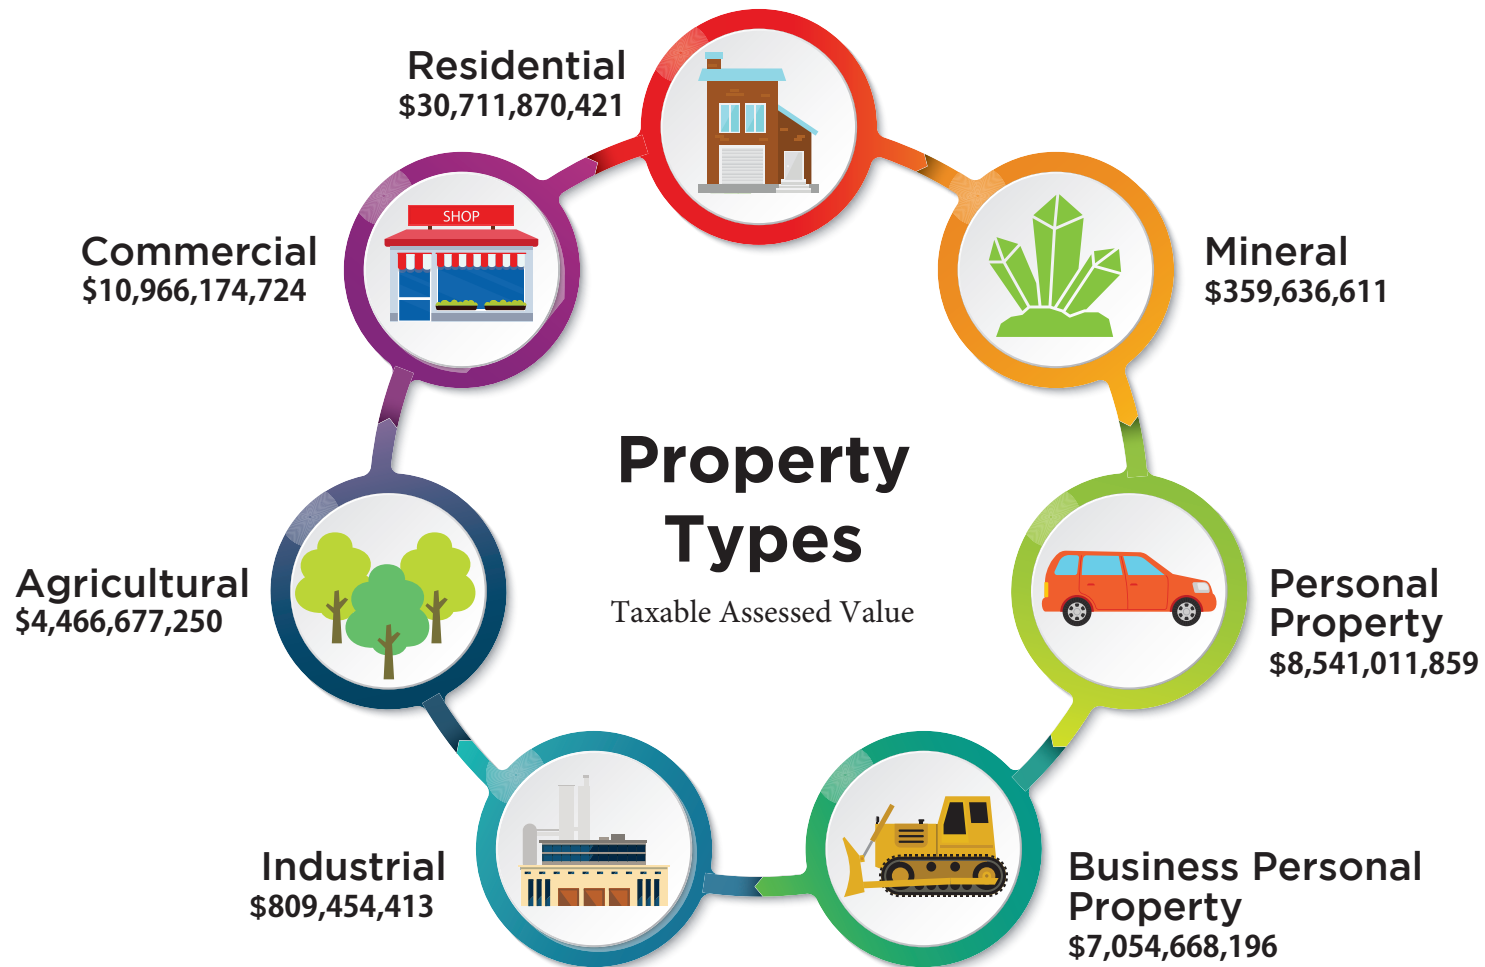 Residential
$30,711,870,421
SHOP
Commercial
$10,966,174,724
Mineral
$359,636,611
Property
Types
Taxable Assessed Value
Agricultural
$4,466,677,250
Personal
Property
$8,541,011,859
Industrial
$809,454,413
Business Personal
Property
$7,054,668,196